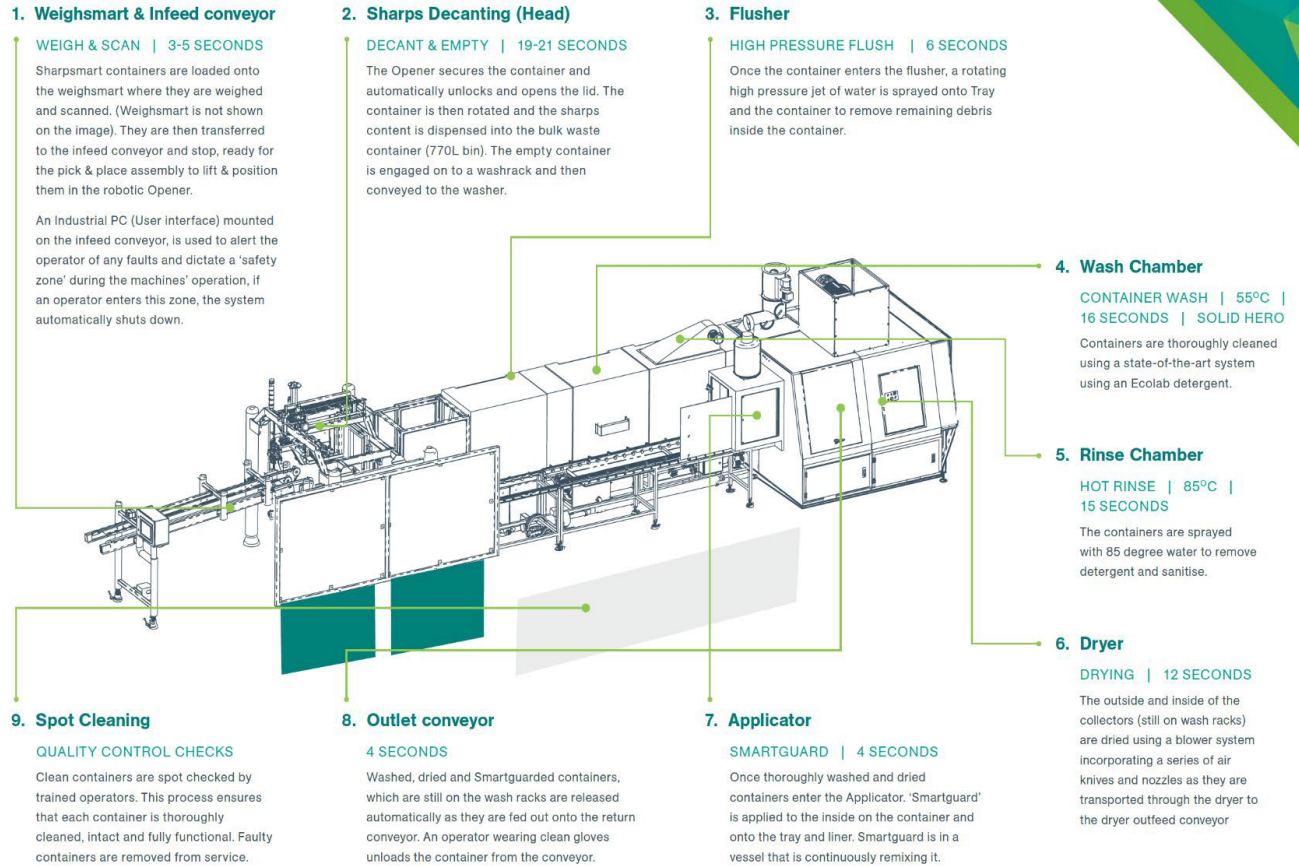 1. Weighsmart & Infeed conveyor
WEIGH & SCAN | 3-5 SECONDS
Sharpsmart containers are loaded onto
the weighsmart where they are weighed
and scanned. (Weighsmart is not shown
on the image). They are then transferred
to the infeed conveyor and stop, ready for
the pick & place assembly to lift & position
them in the robotic Opener.
An Industrial PC (User interface) mounted
on the infeed conveyor, is used to alert the
operator of any faults and dictate a ‘safety
zone’ during the machines’ operation, if
an operator enters this zone, the system
automatically shuts down.
2. Sharps Decanting (Head)
DECANT & EMPTY | 19-21 SECONDS
The Opener secures the container and
automatically unlocks and opens the lid. The
container is then rotated and the sharps
content is dispensed into the bulk waste
container (770L bin). The empty container
is engaged on to a washrack and then
conveyed to the washer.
3. Flusher
HIGH PRESSURE FLUSH | 6 SECONDS
Once the container enters the flusher, a rotating
high pressure jet of water is sprayed onto Tray
and the container to remove remaining debris
inside the container.
4. Wash Chamber
CONTAINER WASH | 55ºC |
16 SECONDS | SOLID HERO
Containers are thoroughly cleaned
using a state-of-the-art system
using an Ecolab detergent.
5. Rinse Chamber
HOT RINSE | 85ºC |
15 SECONDS
The containers are sprayed
with 85 degree water to remove
detergent and sanitise.
6. Dryer
DRYING | 12 SECONDS
The outside and inside of the
collectors (still on wash racks)
are dried using a blower system
incorporating a series of air
knives and nozzles as they are
transported through the dryer to
the dryer outfeed conveyor
9. Spot Cleaning
QUALITY CONTROL CHECKS
Clean containers are spot checked by
trained operators. This process ensures
that each container is thoroughly
cleaned, intact and fully functional. Faulty
containers are removed from service.
8. Outlet conveyor
4 SECONDS
Washed, dried and Smartguarded containers,
which are still on the wash racks are released
automatically as they are fed out onto the return
conveyor. An operator wearing clean gloves
unloads the container from the conveyor.
7. Applicator
SMARTGUARD | 4 SECONDS
Once thoroughly washed and dried
containers enter the Applicator. ‘Smartguard’
is applied to the inside on the container and
onto the tray and liner. Smartguard is in a
vessel that is continuously remixing it.